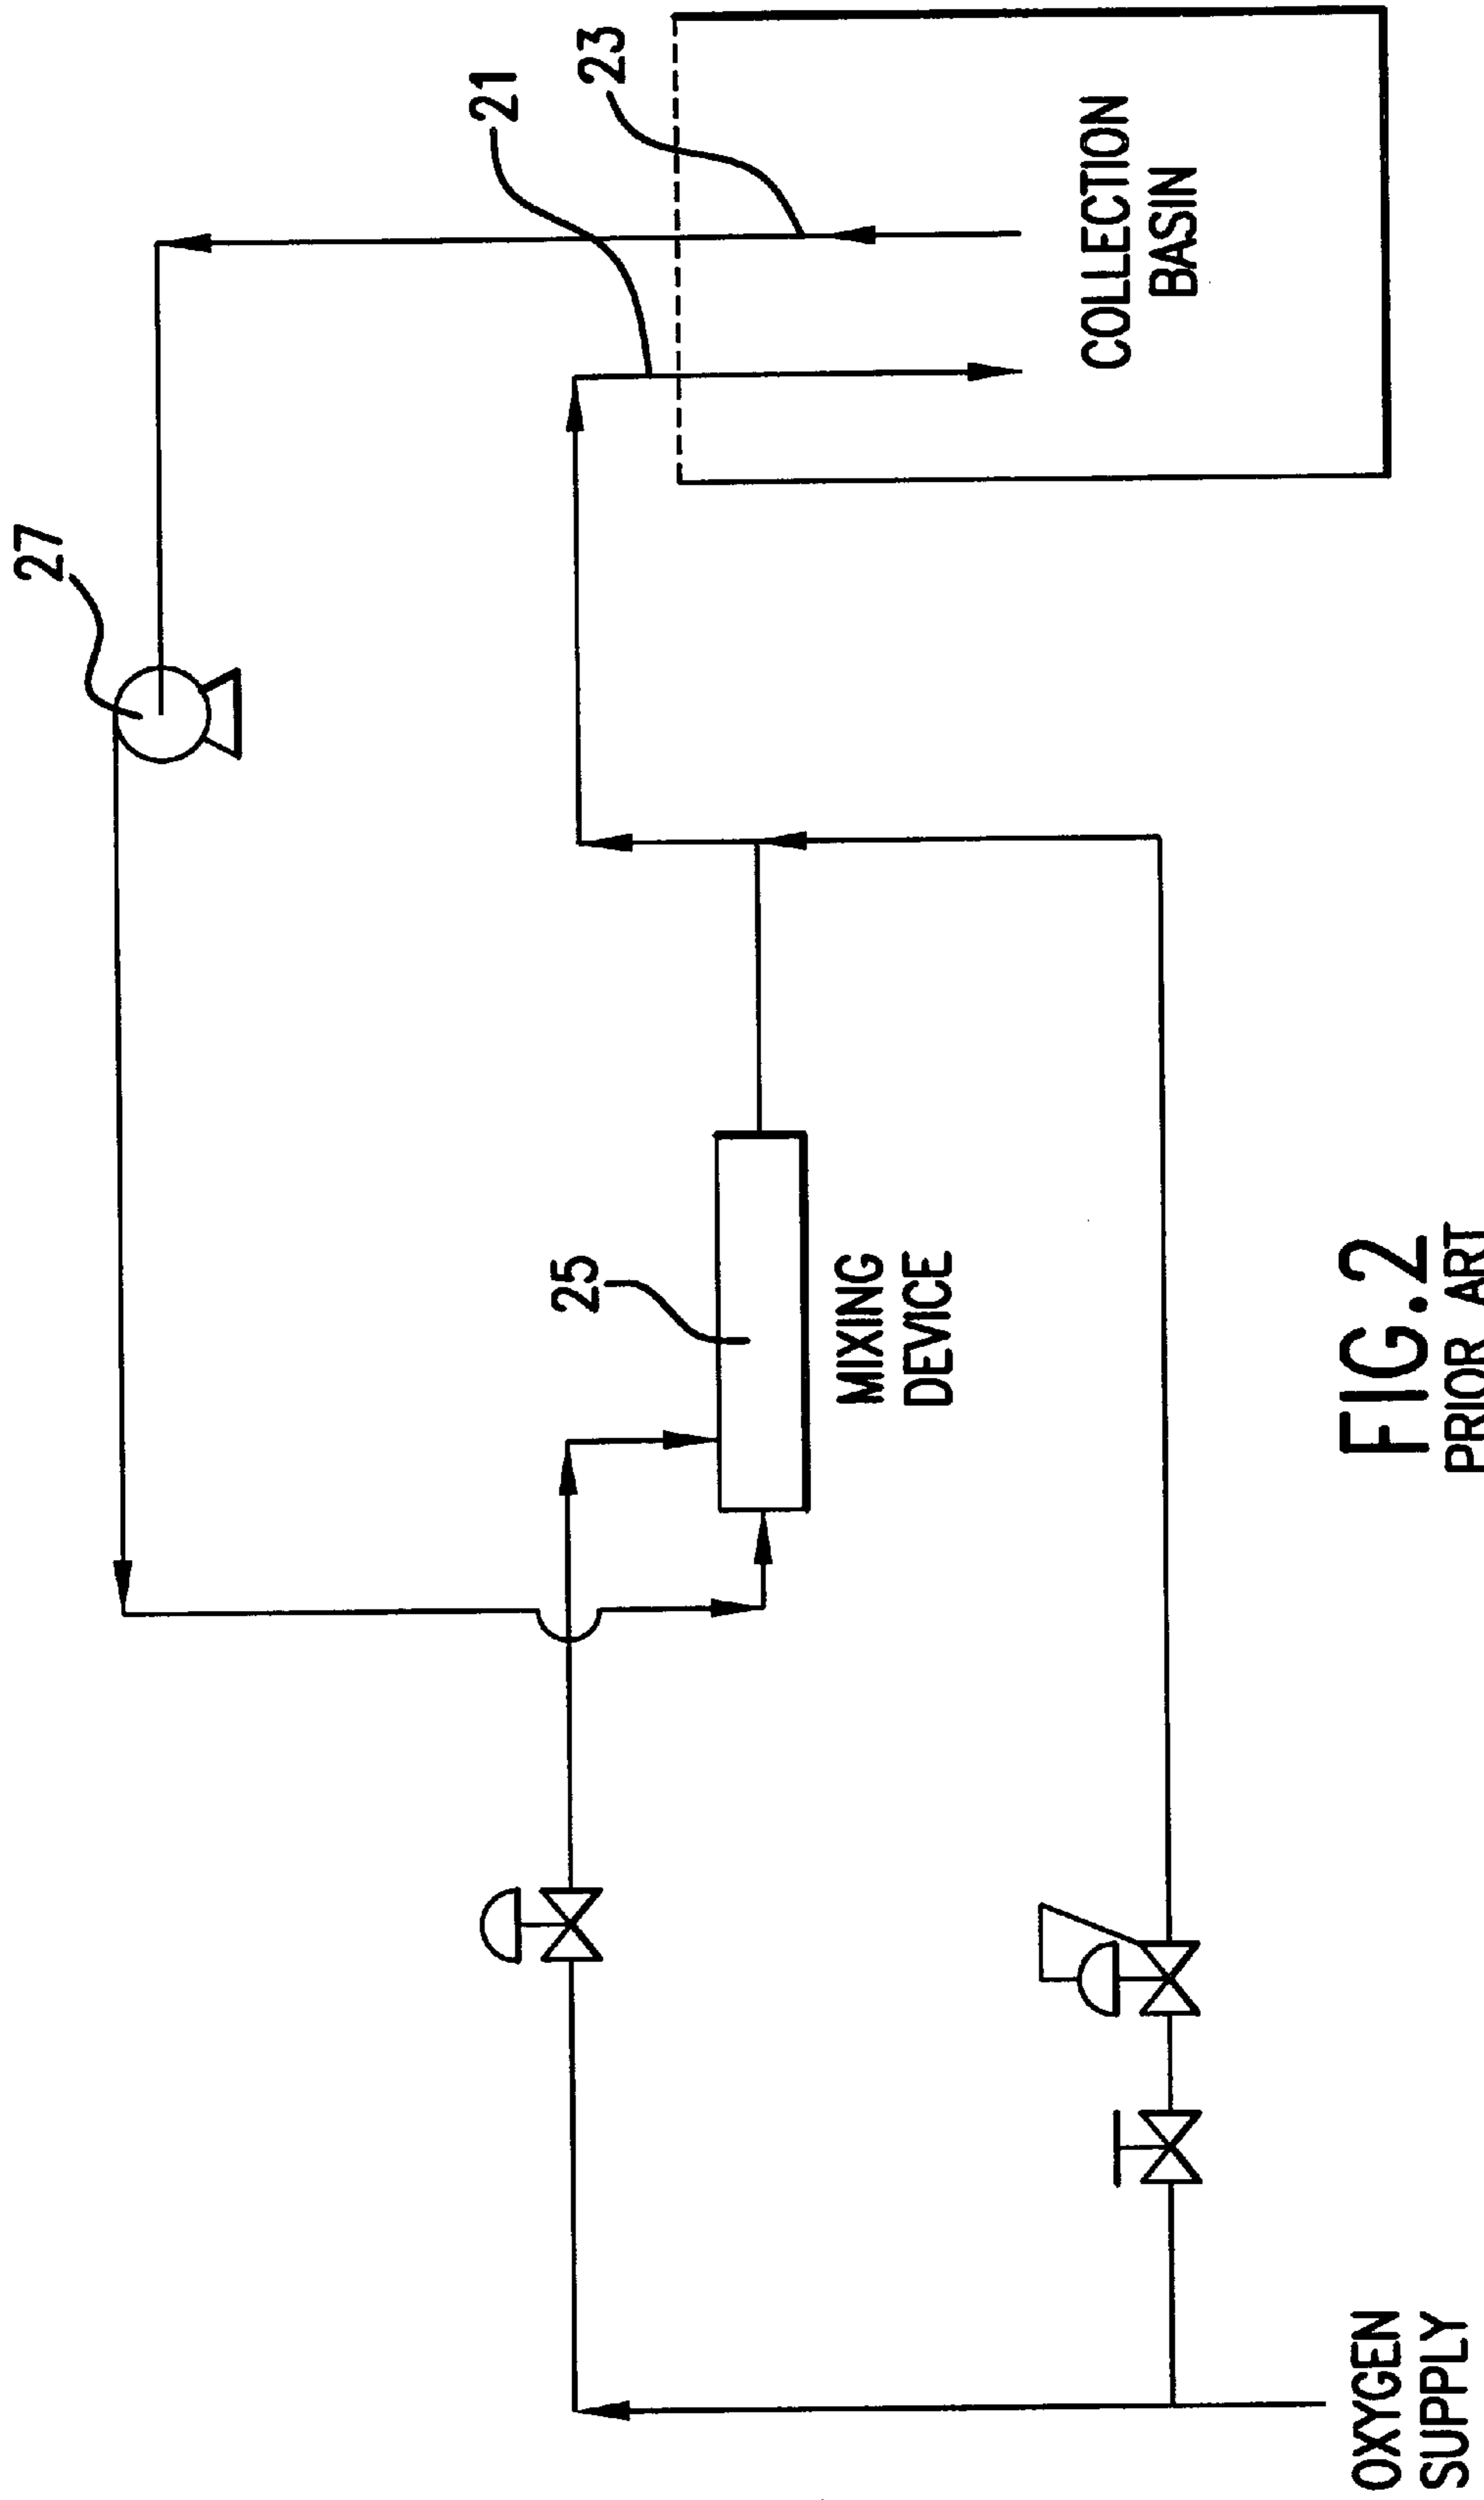 27
21
23
25
MIXING
DEVICE
COLLECTION
BASIN
OXYGEN
SUPPLY
FIG. 2
PRIOR ART